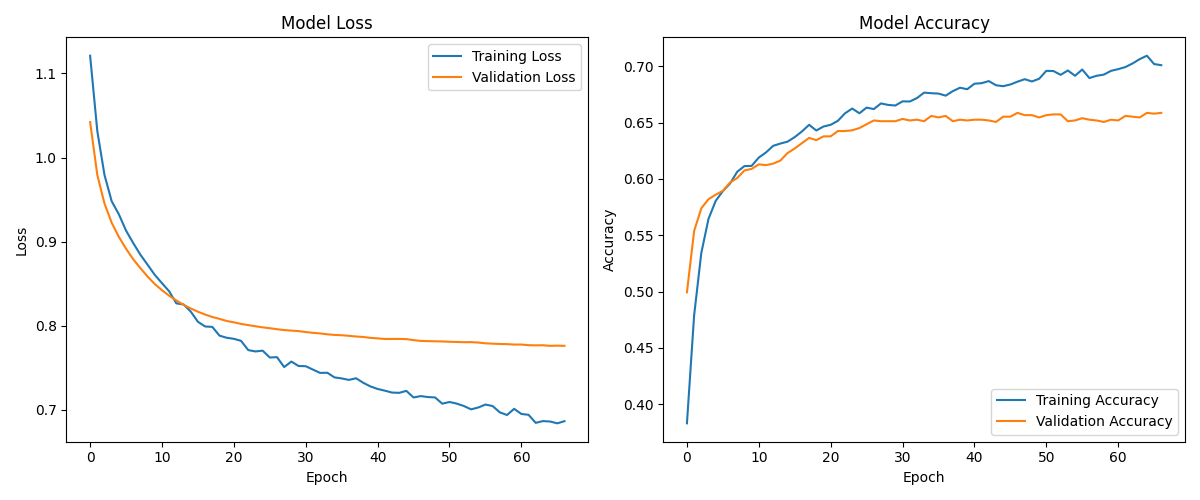 Model Loss
Training Loss
Validation Loss
1.1
1.0
0.9
0.8
0.7
Loss
0 10 20 30 40 50 60
Epoch
Model Accuracy
0.70
0.65
0.60
0.55
0.50
0.45
0.40
Accuracy
Training Accuracy
Validation Accuracy
0 10 20 30 40 50 60
Epoch